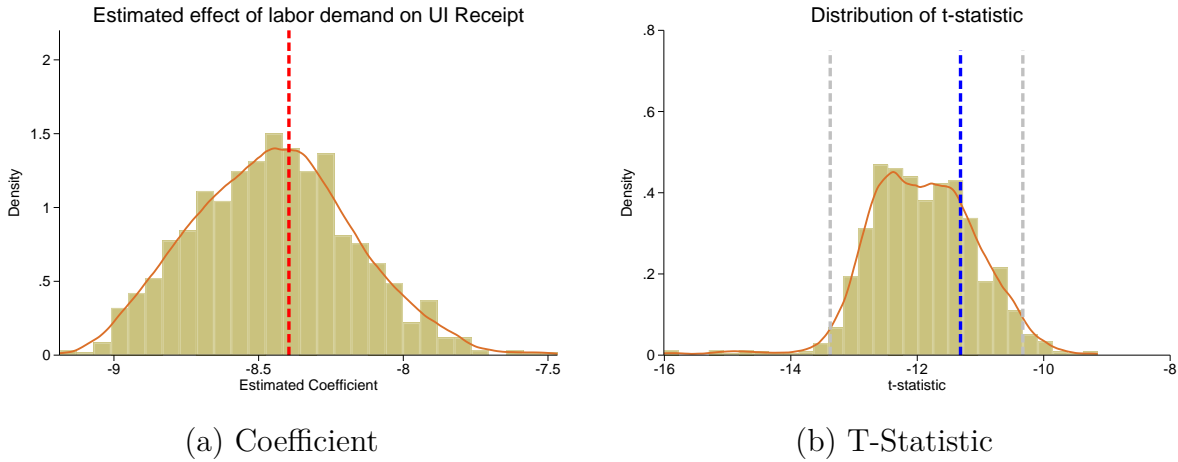 Estimated effect of labor demand on UI Receipt
2
1.5
1
.5
0
Density
-9
-8.5
-8
-7.5
Estimated Coefficient
(a) Coefficient
Distribution of t-statistic
.8
.6
.4
.2
0
Density
-16
-14
-12
-10
-8
t-statistic
(b) T-Statistic